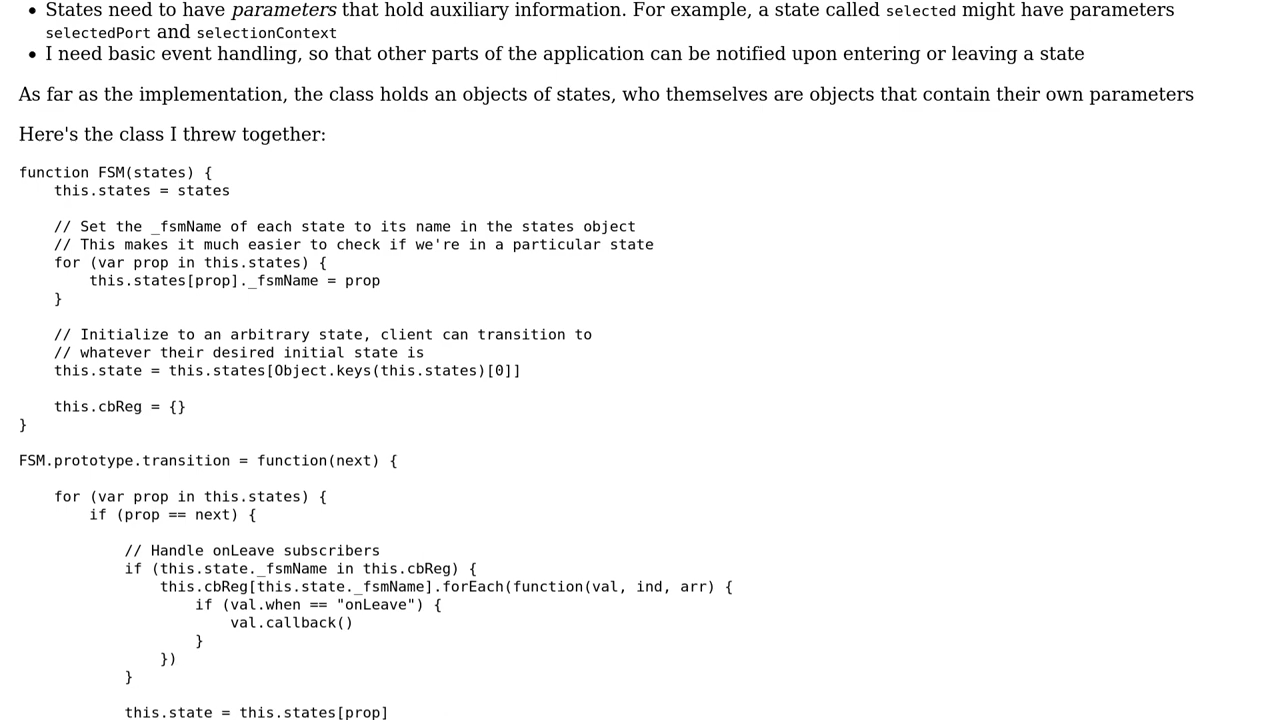 • States need to have parameters that hold auxiliary information. For example, a state called selected might have parameters
selectedPort and selectionContext
• I need basic event handling, so that other parts of the application can be notified upon entering or leaving a state
As far as the implementation, the class holds an objects of states, who themselves are objects that contain their own parameters
Here's the class I threw together:
function FSM(states) {
    this.states = states

    // Set the _fsmName of each state to its name in the states object
    // This makes it much easier to check if we're in a particular state
    for (var prop in this.states) {
        this.states[prop]._fsmName = prop
    }

    // Initialize to an arbitrary state, client can transition to
    // whatever their desired initial state is
    this.state = this.states[Object.keys(this.states)[0]]

    this.cbReg = {}
}

FSM.prototype.transition = function(next) {

    for (var prop in this.states) {
        if (prop == next) {

            // Handle onLeave subscribers
            if (this.state._fsmName in this.cbReg) {
                this.cbReg[this.state._fsmName].forEach(function(val, ind, arr) {
                    if (val.when == "onLeave") {
                        val.callback()
                    }
                })
            }

            this.state = this.states[prop]